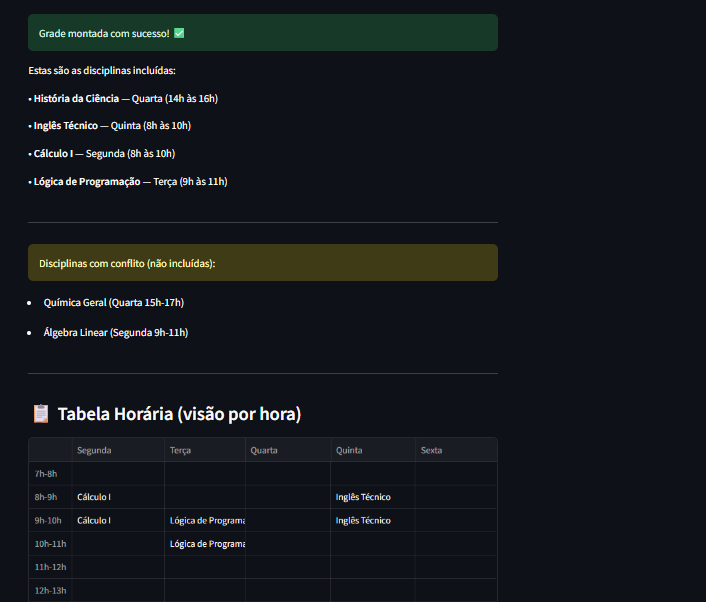 Grade montada com sucesso! ✅
Estas são as disciplinas incluídas:
• História da Ciência — Quarta (14h às 16h)
• Inglês Técnico — Quinta (8h às 10h)
• Cálculo I — Segunda (8h às 10h)
• Lógica de Programação — Terça (9h às 11h)
Disciplinas com conflito (não incluídas):
• Química Geral (Quarta 15h-17h)
• Álgebra Linear (Segunda 9h-11h)
📋 Tabela Horária (visão por hora)
Segunda Terça Quarta Quinta Sexta
7h-8h
8h-9h Cálculo I Inglês Técnico
9h-10h Cálculo I Lógica de Programa Inglês Técnico
10h-11h Lógica de Programa
11h-12h
12h-13h